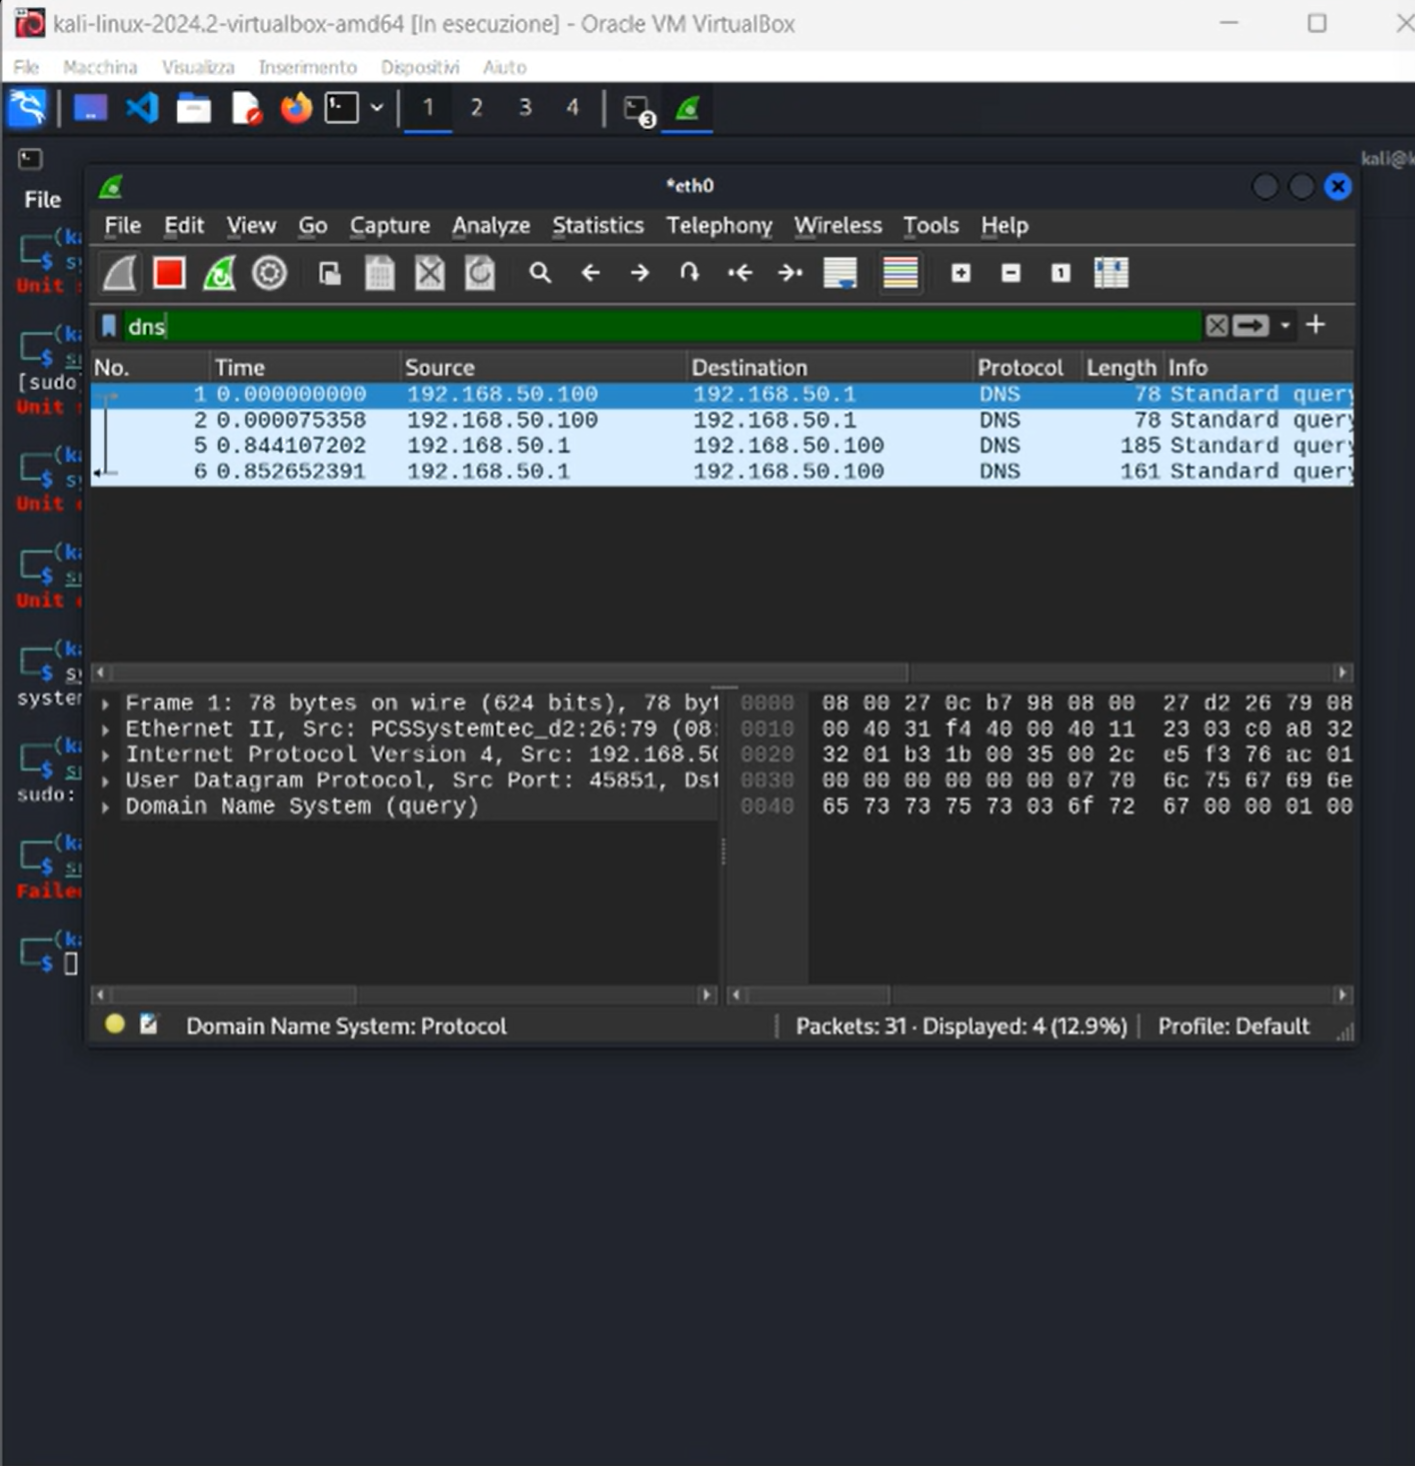 kali-linux-2024.2-virtualbox-amd64 [In esecuzione] - Oracle VM VirtualBox
File Macchina Visualizza Inserimento Dispositivi Aiuto
1 2 3 4 3
kali@k
*eth0
File
File Edit View Go Capture Analyze Statistics Telephony Wireless Tools Help
(ka
$ sy
Unit
dns
(ka
$ su
[sudo]
Unit
No. Time Source Destination Protocol Length Info
1 0.000000000 192.168.50.100 192.168.50.1 DNS 78 Standard query
2 0.000075358 192.168.50.100 192.168.50.1 DNS 78 Standard query
5 0.844107202 192.168.50.1 192.168.50.100 DNS 185 Standard query
6 0.852652391 192.168.50.1 192.168.50.100 DNS 161 Standard query
(ka
$ sy
Unit
(ka
$ su
Unit
(ka
$ sy
system
(ka
$ su
sudo:
(ka
$ su
Failed
(ka
$
Frame 1: 78 bytes on wire (624 bits), 78 byt
Ethernet II, Src: PCSSystemtec_d2:26:79 (08:
Internet Protocol Version 4, Src: 192.168.50
User Datagram Protocol, Src Port: 45851, Dst
Domain Name System (query)
0000 08 00 27 0c b7 98 08 00 27 d2 26 79 08
0010 00 40 31 f4 40 00 40 11 23 03 c0 a8 32
0020 32 01 b3 1b 00 35 00 2c e5 f3 76 ac 01
0030 00 00 00 00 00 00 07 70 6c 75 67 69 6e
0040 65 73 73 75 73 03 6f 72 67 00 00 01 00
Domain Name System: Protocol Packets: 31 · Displayed: 4 (12.9%) Profile: Default